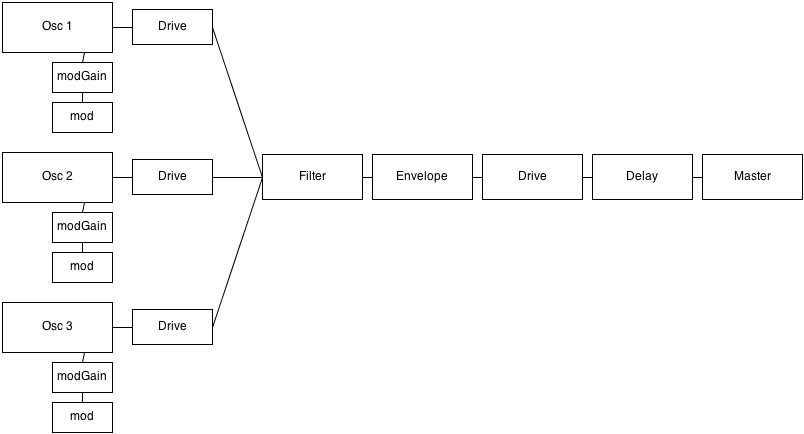 Osc 1
Drive
modGain
mod
Osc 2
Drive
Filter
Envelope
Drive
Delay
Master
modGain
mod
Osc 3
Drive
modGain
mod